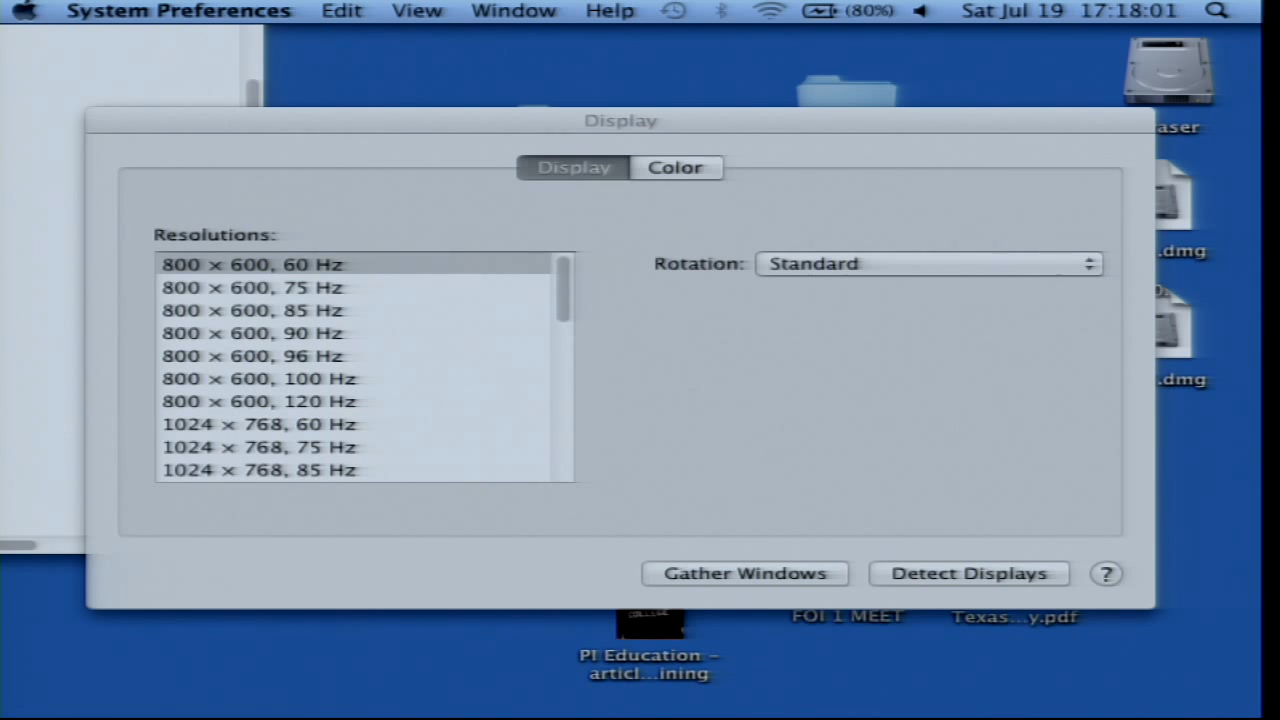 System Preferences Edit View Window Help (80%) Sat Jul 19 17:18:01
Display
Display Color
Resolutions:
800 × 600, 60 Hz
800 × 600, 75 Hz
800 × 600, 85 Hz
800 × 600, 90 Hz
800 × 600, 96 Hz
800 × 600, 100 Hz
800 × 600, 120 Hz
1024 × 768, 60 Hz
1024 × 768, 75 Hz
1024 × 768, 85 Hz
Rotation: Standard
Gather Windows Detect Displays ?
aser
.dmg
.dmg
COLLEGE
FOI 1 MEET
Texas...y.pdf
PI Education –
articl...ining